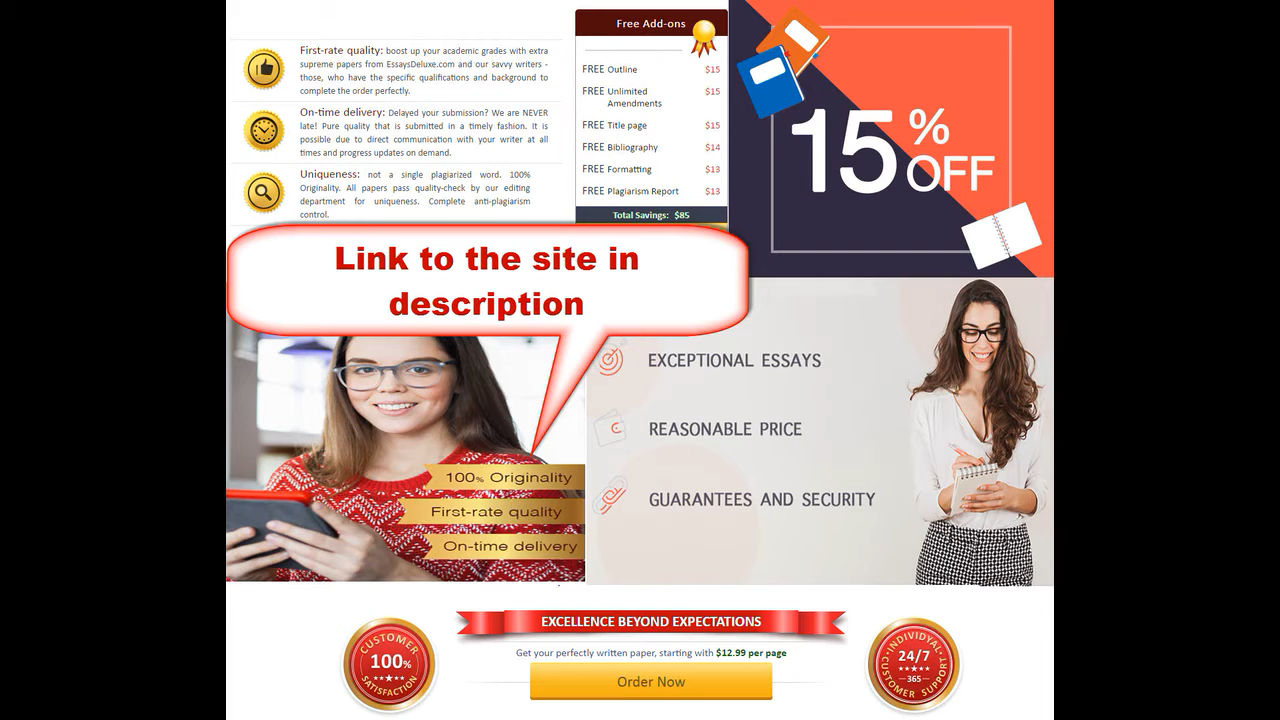 First-rate quality: boost up your academic grades with extra
supreme papers from EssaysDeluxe.com and our savvy writers -
those, who have the specific qualifications and background to
complete the order perfectly.
On-time delivery: Delayed your submission? We are NEVER
late! Pure quality that is submitted in a timely fashion. It is
possible due to direct communication with your writer at all
times and progress updates on demand.
Uniqueness: not a single plagiarized word. 100%
Originality. All papers pass quality-check by our editing
department for uniqueness. Complete anti-plagiarism
control.
Free Add-ons
FREE Outline $15
FREE Unlimited $15
Amendments
FREE Title page $15
FREE Bibliography $14
FREE Formatting $13
FREE Plagiarism Report $13
Total Savings: $85
15%
OFF
Link to the site in
description
100% Originality
First-rate quality
On-time delivery
EXCEPTIONAL ESSAYS
REASONABLE PRICE
GUARANTEES AND SECURITY
CUSTOMER
100%
SATISFACTION
EXCELLENCE BEYOND EXPECTATIONS
Get your perfectly written paper, starting with $12.99 per page
Order Now
INDIVIDYAL
24/7
365
CUSTOMER SUPPORT